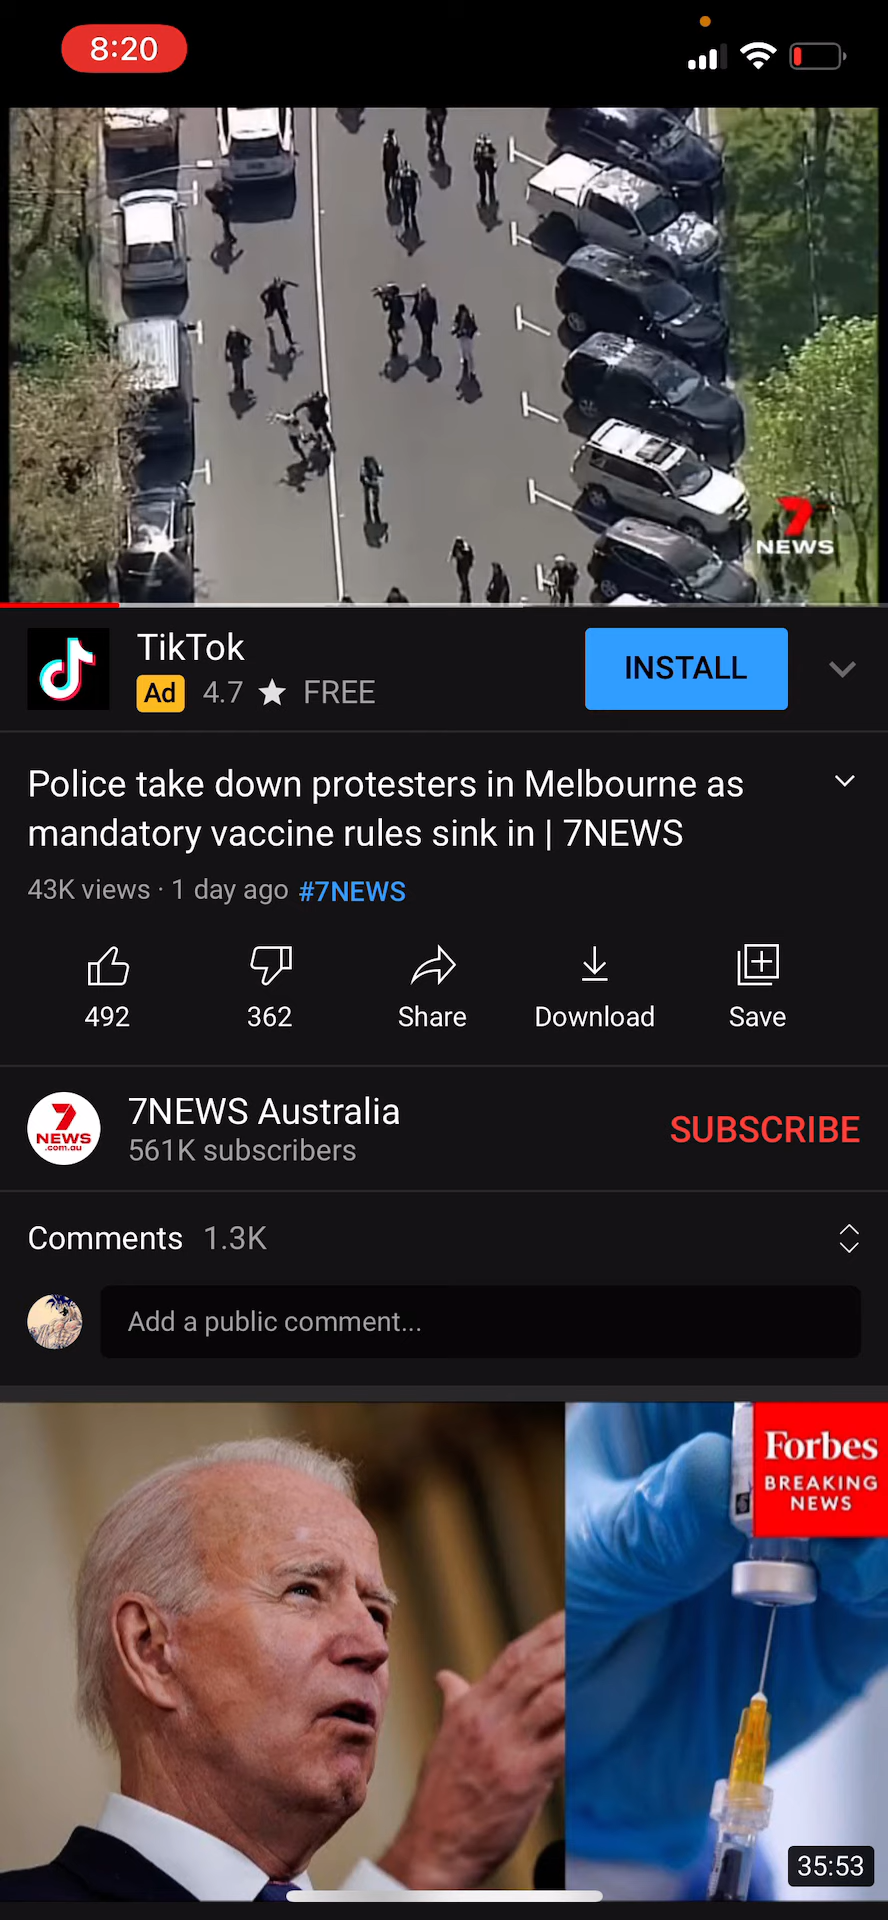 8:20
7
NEWS
TikTok
Ad 4.7 ★ FREE
INSTALL
Police take down protesters in Melbourne as
mandatory vaccine rules sink in | 7NEWS
43K views · 1 day ago #7NEWS
492
362
Share
Download
Save
7
NEWS
.com.au
7NEWS Australia
561K subscribers
SUBSCRIBE
Comments 1.3K
Add a public comment...
Forbes
BREAKING
NEWS
35:53